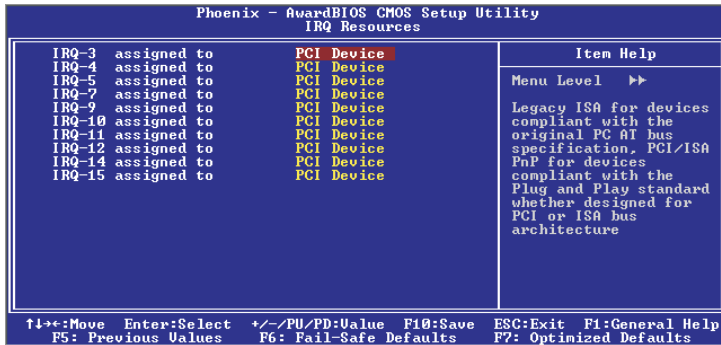 Phoenix – AwardBIOS CMOS Setup Utility
IRQ Resources
IRQ-3 assigned to PCI Device
IRQ-4 assigned to PCI Device
IRQ-5 assigned to PCI Device
IRQ-7 assigned to PCI Device
IRQ-9 assigned to PCI Device
IRQ-10 assigned to PCI Device
IRQ-11 assigned to PCI Device
IRQ-12 assigned to PCI Device
IRQ-14 assigned to PCI Device
IRQ-15 assigned to PCI Device
Item Help
Menu Level ▶▶
Legacy ISA for devices
compliant with the
original PC AT bus
specification, PCI/ISA
PnP for devices
compliant with the
Plug and Play standard
whether designed for
PCI or ISA bus
architecture
↑↓→←:Move Enter:Select +/-/PU/PD:Value F10:Save ESC:Exit F1:General Help
F5: Previous Values F6: Fail-Safe Defaults F7: Optimized Defaults